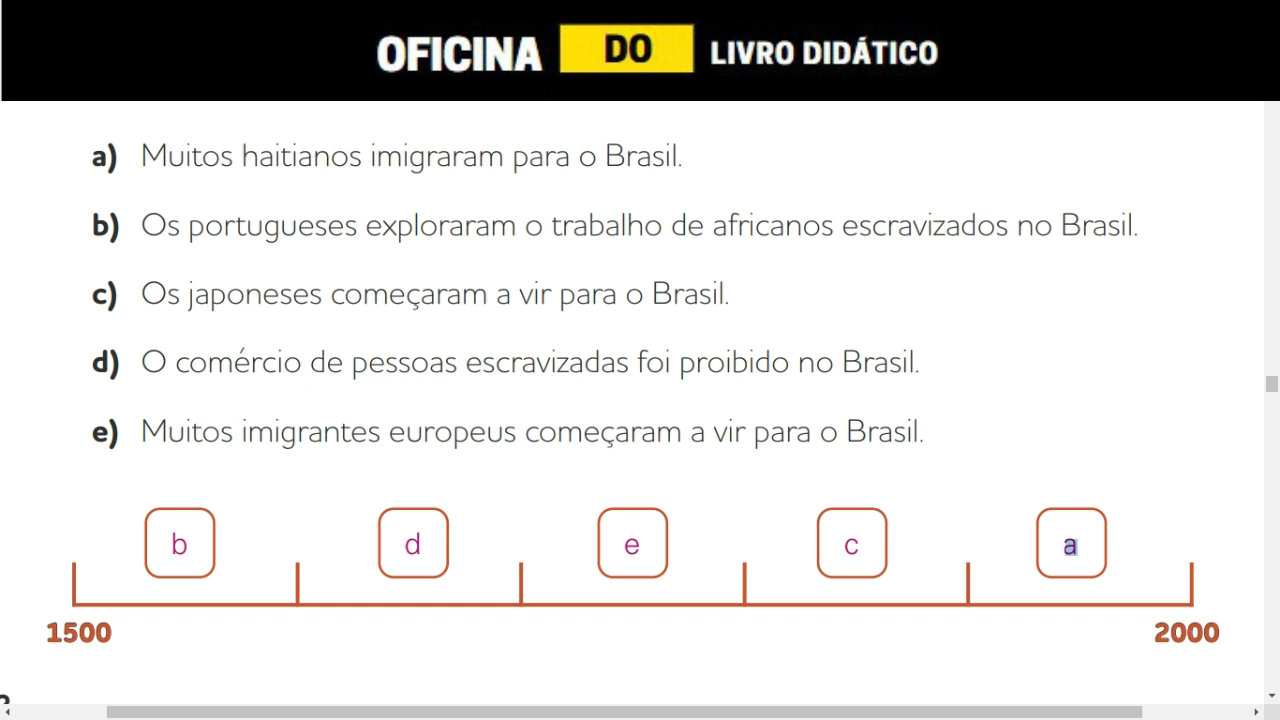 OFICINA DO LIVRO DIDÁTICO
a) Muitos haitianos imigraram para o Brasil.
b) Os portugueses exploraram o trabalho de africanos escravizados no Brasil.
c) Os japoneses começaram a vir para o Brasil.
d) O comércio de pessoas escravizadas foi proibido no Brasil.
e) Muitos imigrantes europeus começaram a vir para o Brasil.
b d e c a
1500 2000